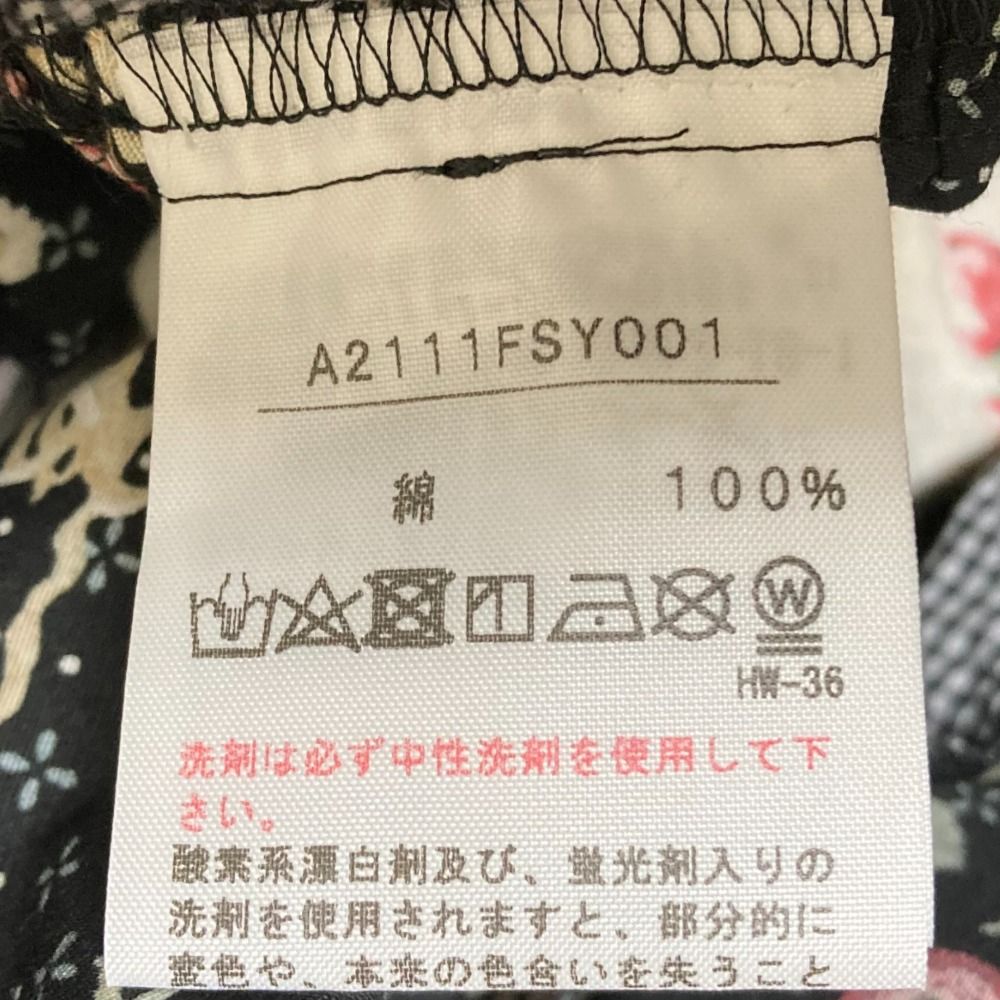 A2111FSY001
綿 100%
W
HW-36
洗剤は必ず中性洗剤を使用して下
さい。
酸素系漂白剤及び、蛍光剤入りの
洗剤を使用されますと、部分的に
変色や、本来の色合いを失うこと